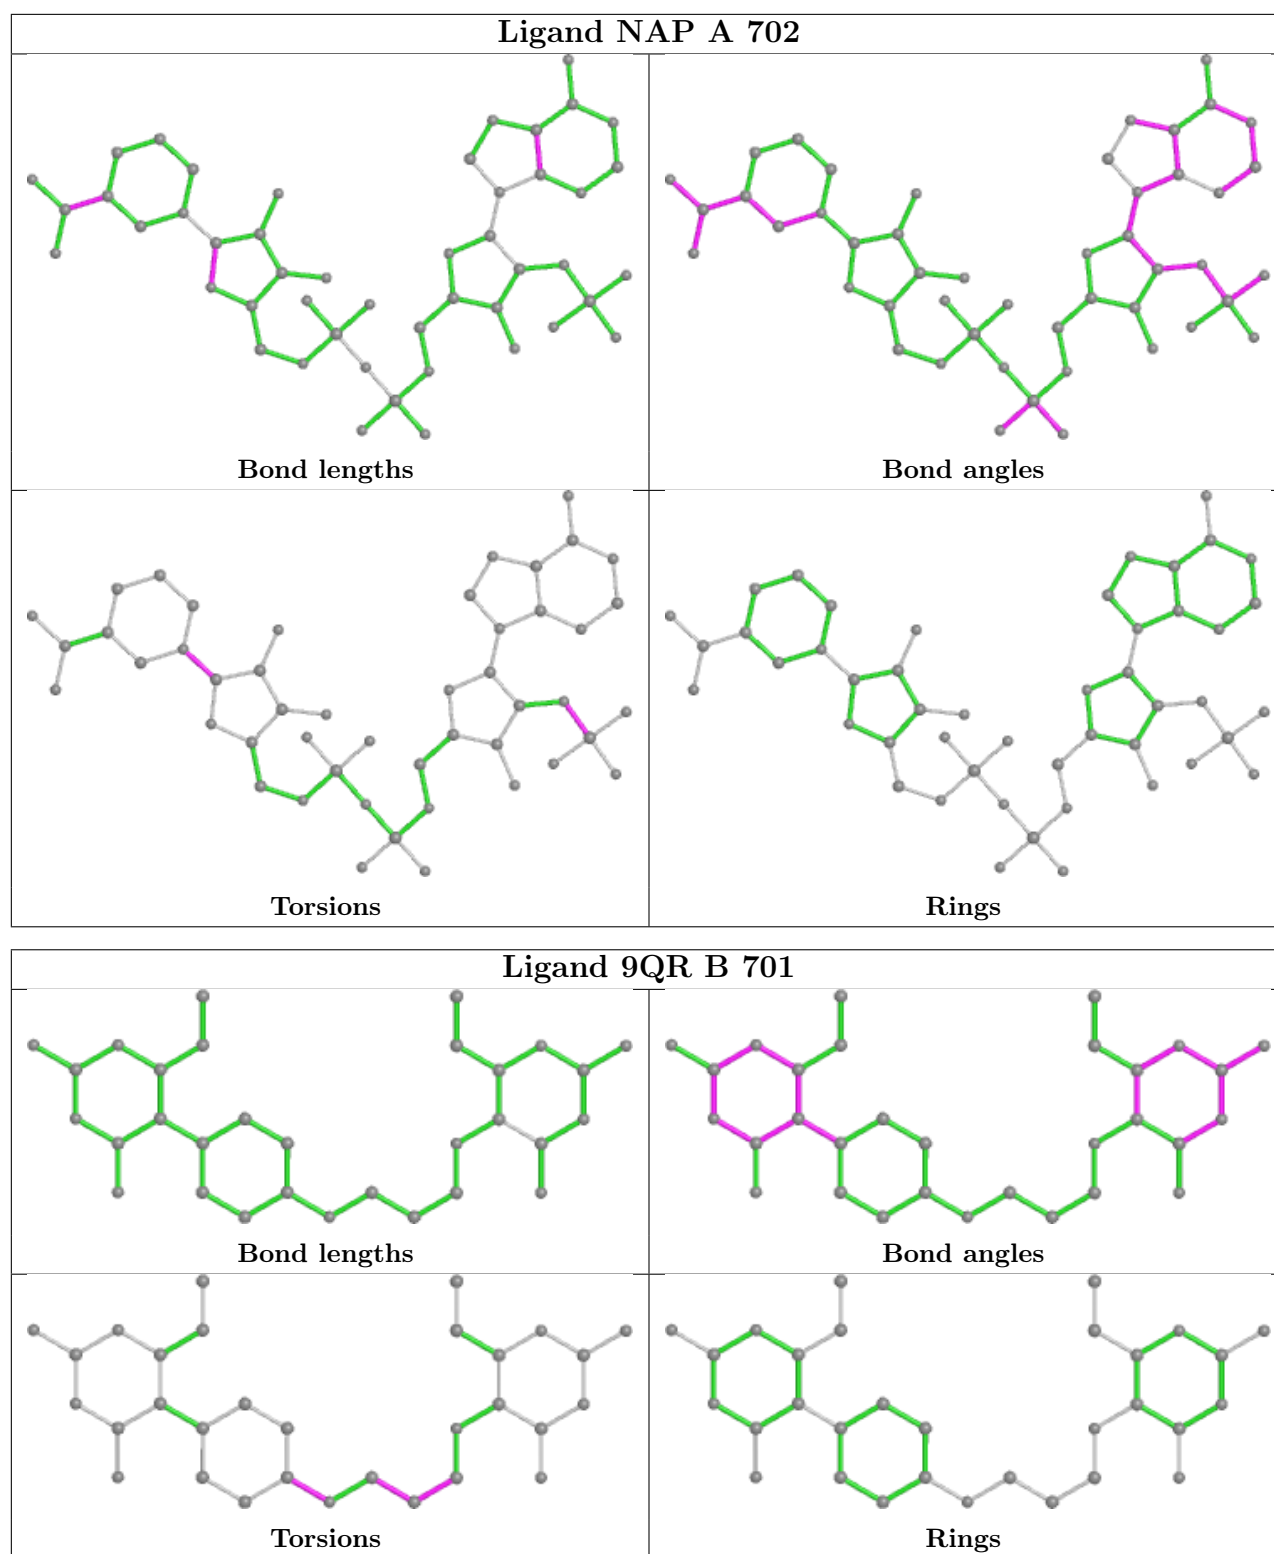 Ligand NAP A 702
Bond lengths
Bond angles
Torsions
Rings
Ligand 9QR B 701
Bond lengths
Bond angles
Torsions
Rings